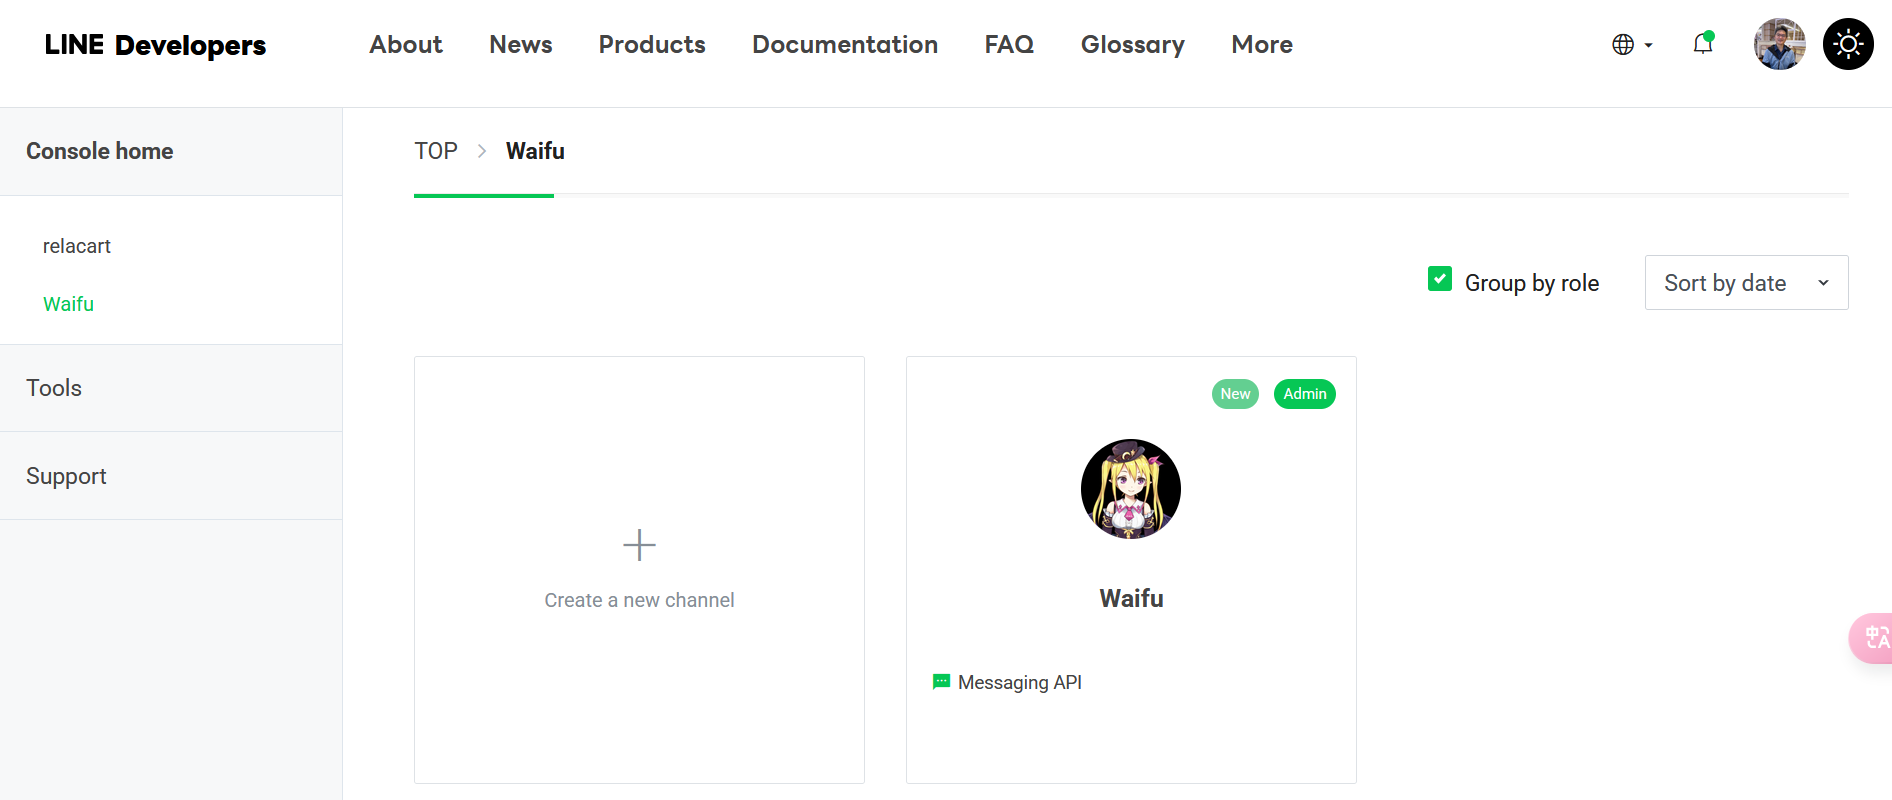 LINE Developers
About News Products Documentation FAQ Glossary More
Console home
relacart
Waifu
Tools
Support
TOP > Waifu
Group by role
Sort by date
New Admin
Create a new channel
Waifu
Messaging API
中 A